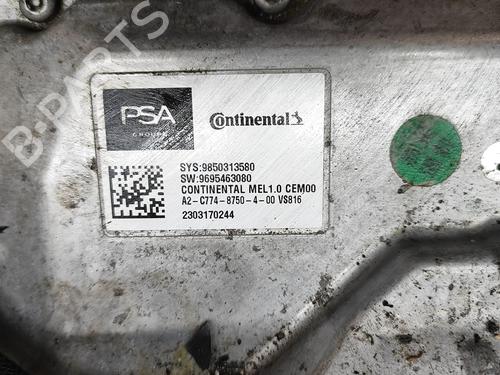 B-PARTS
PSA
GROUPE
Continental
SYS:9850313580
SW:9695463080
CONTINENTAL MEL1.0 CEM00
A2-C774-8750-4-00 VS816
2303170244